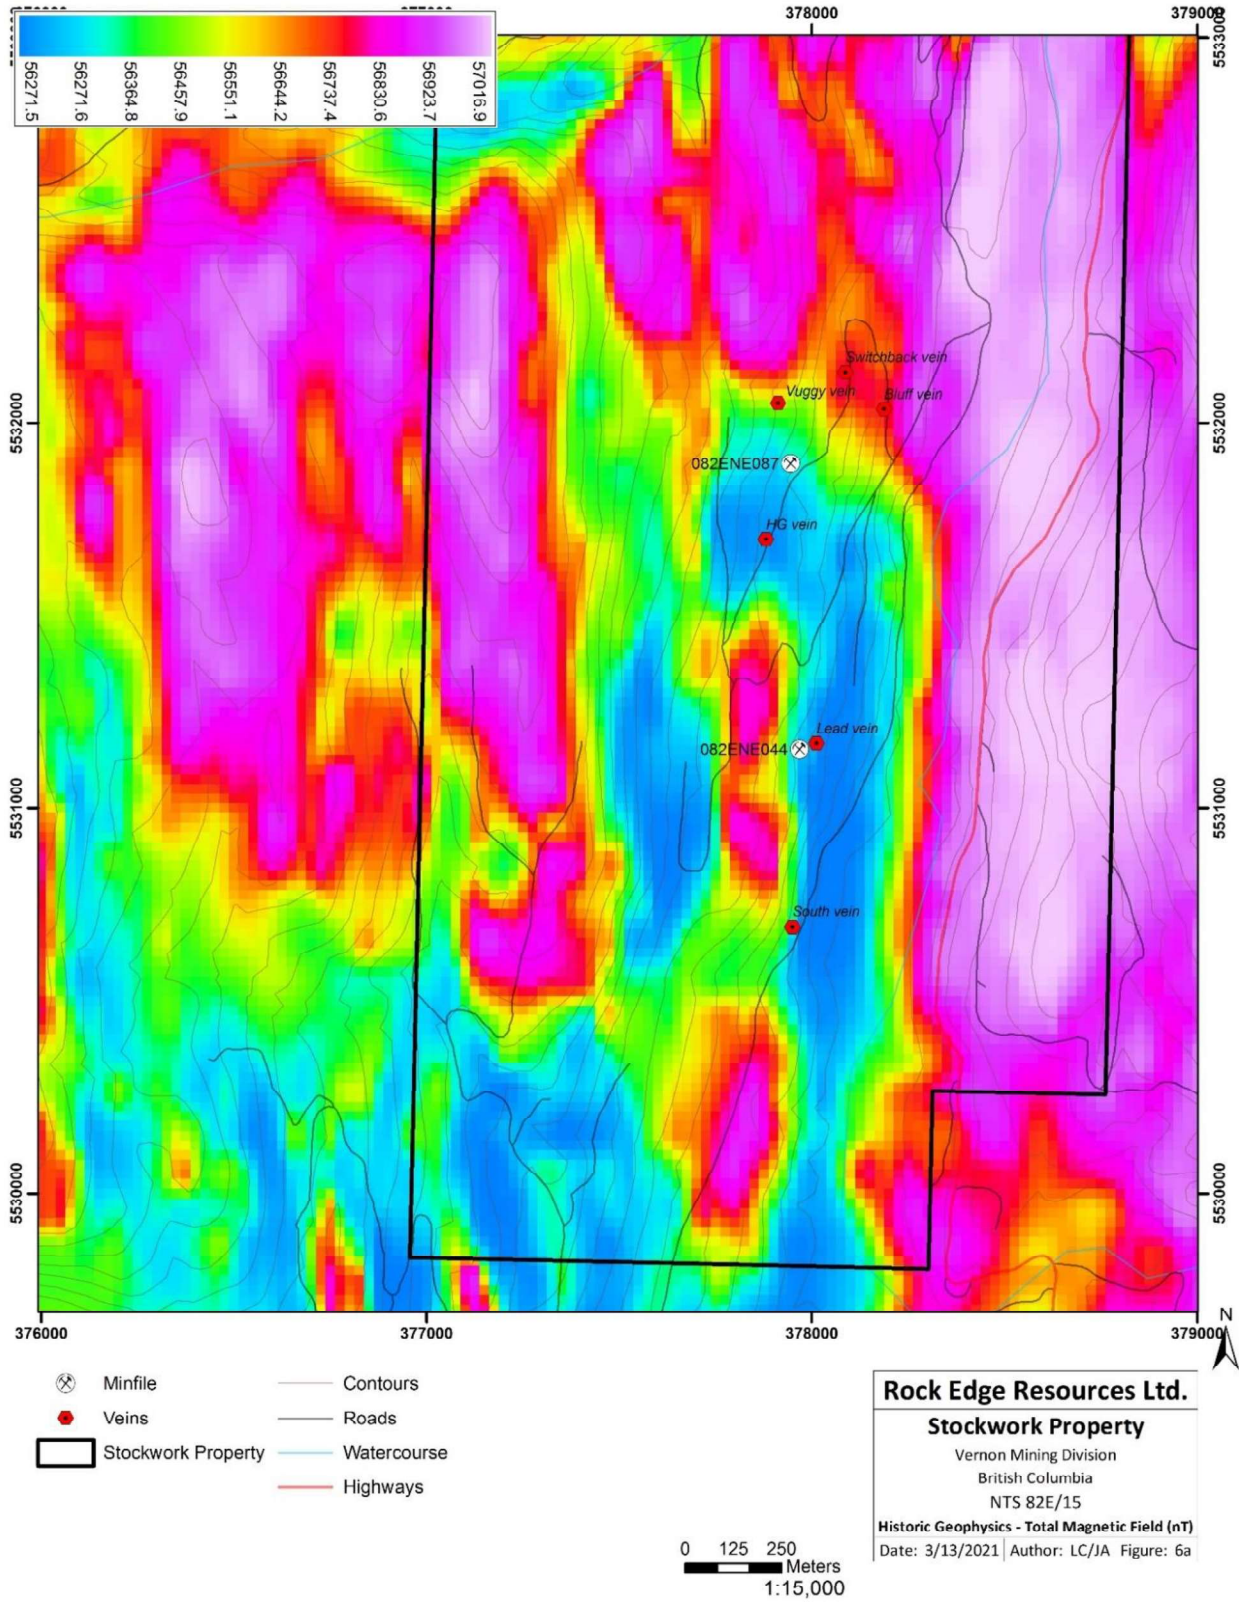 377000
378000
379000
56271.5
56271.6
56364.8
56457.9
56551.1
56644.2
56737.4
56830.6
56923.7
57016.9
5533000
Switchback vein
Vuggy vein
Bluff vein
5532000
5532000
082ENE087
HG vein
Lead vein
082ENE044
5531000
5531000
South vein
5530000
5530000
376000
377000
378000
379000
N
Minfile
Contours
Veins
Roads
Stockwork Property
Watercourse
Highways
0 125 250
Meters
1:15,000
Rock Edge Resources Ltd.
Stockwork Property
Vernon Mining Division
British Columbia
NTS 82E/15
Historic Geophysics - Total Magnetic Field (nT)
Date: 3/13/2021 Author: LC/JA Figure: 6a